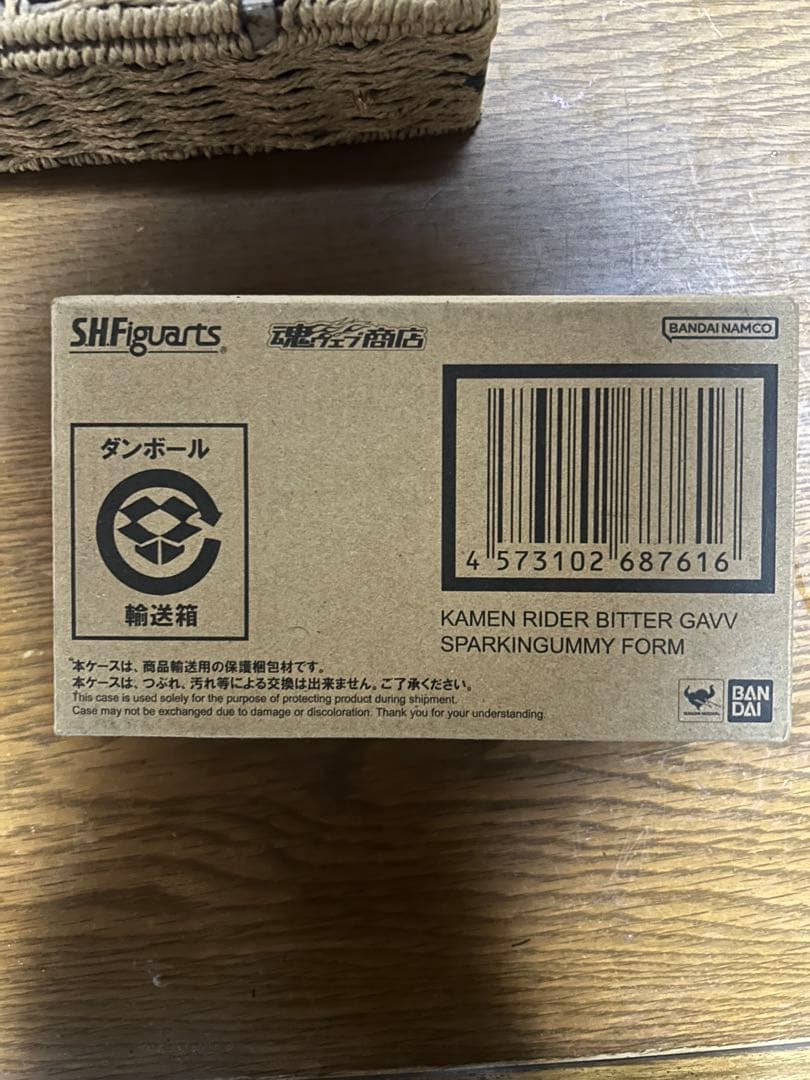 S.H.Figuarts®
魂ウェブ商店
BANDAI NAMCO
ダンボール
輸送箱
4 573102 687616
KAMEN RIDER BITTER GAVV
SPARKINGUMMY FORM
本ケースは、商品輸送用の保護梱包材です。
本ケースは、つぶれ、汚れ等による交換は出来ません。ご了承ください。
This case is used solely for the purpose of protecting product during shipment.
Case may not be exchanged due to damage or discoloration. Thank you for your understanding.
BAN
DAI